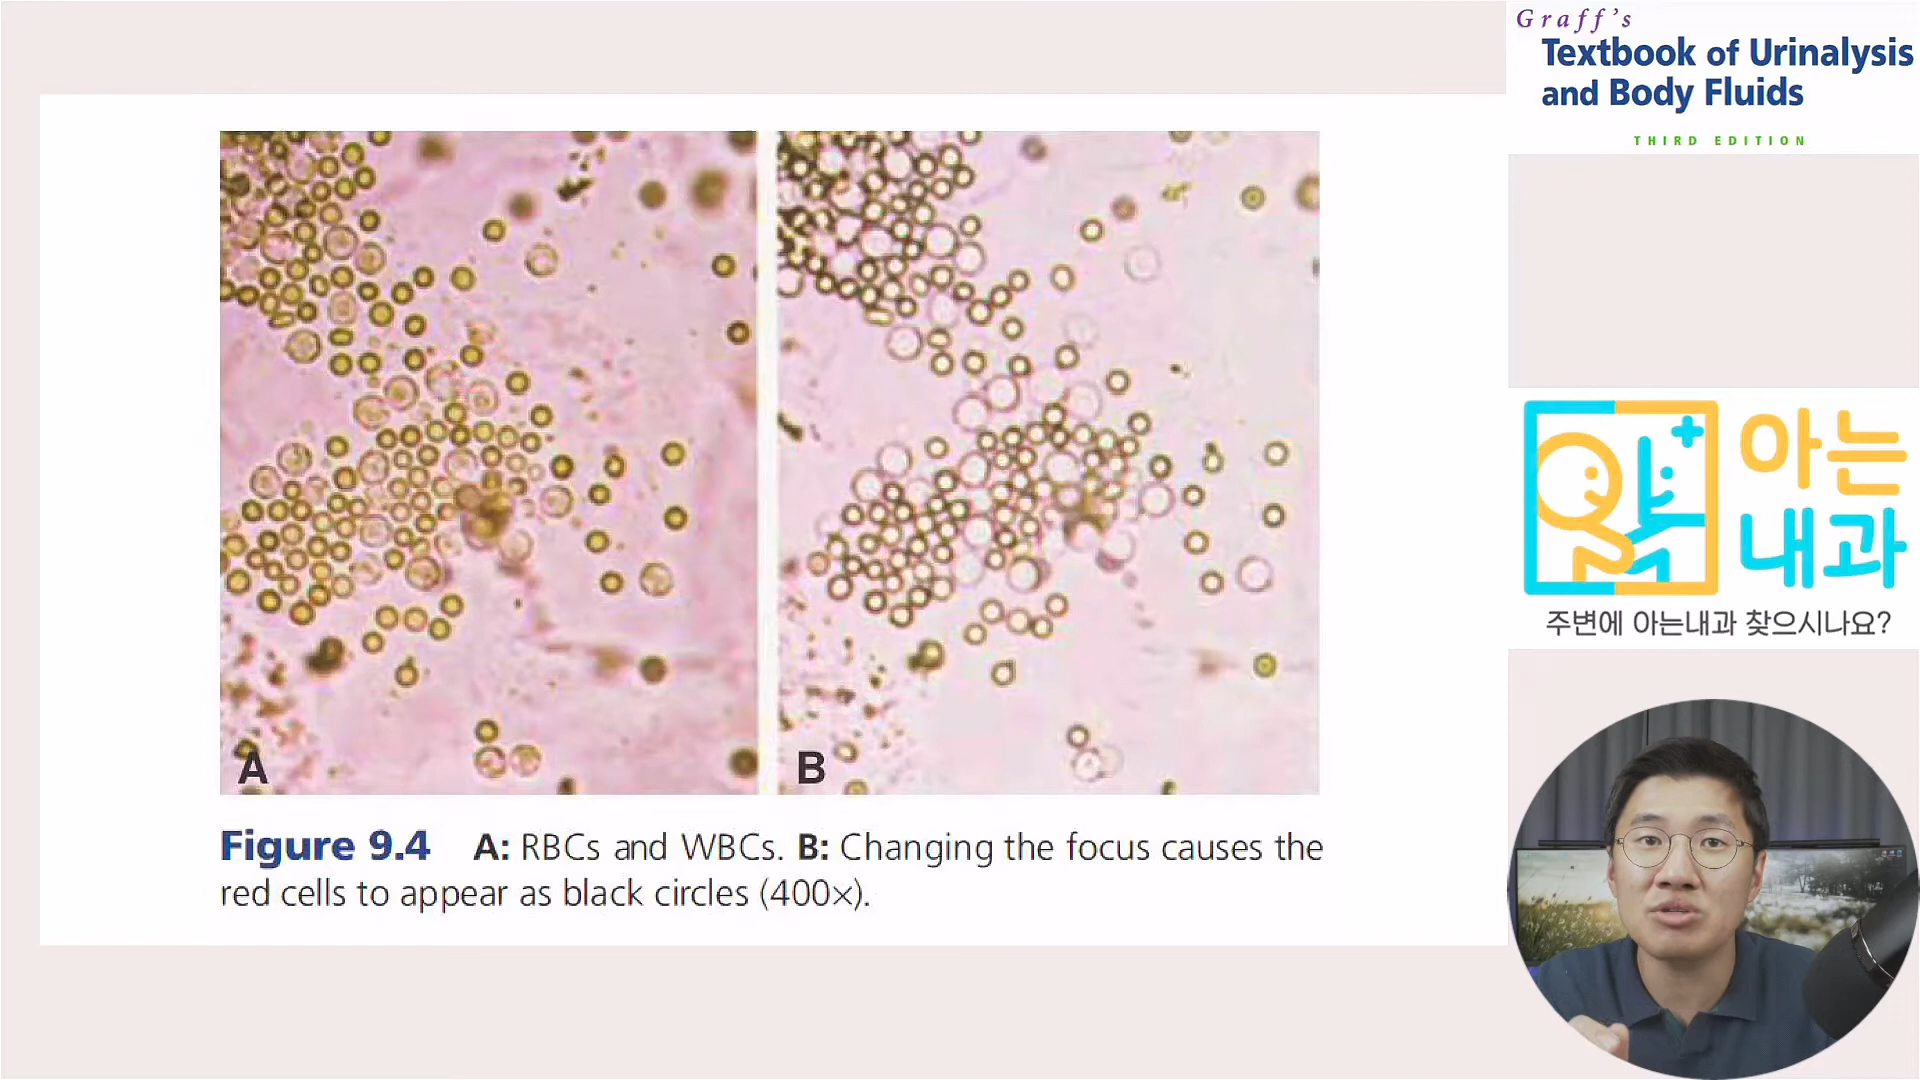 Graff's
Textbook of Urinalysis
and Body Fluids
THIRD EDITION
A
B
Figure 9.4 A: RBCs and WBCs. B: Changing the focus causes the
red cells to appear as black circles (400×).
아는
내과
주변에 아는내과 찾으시나요?